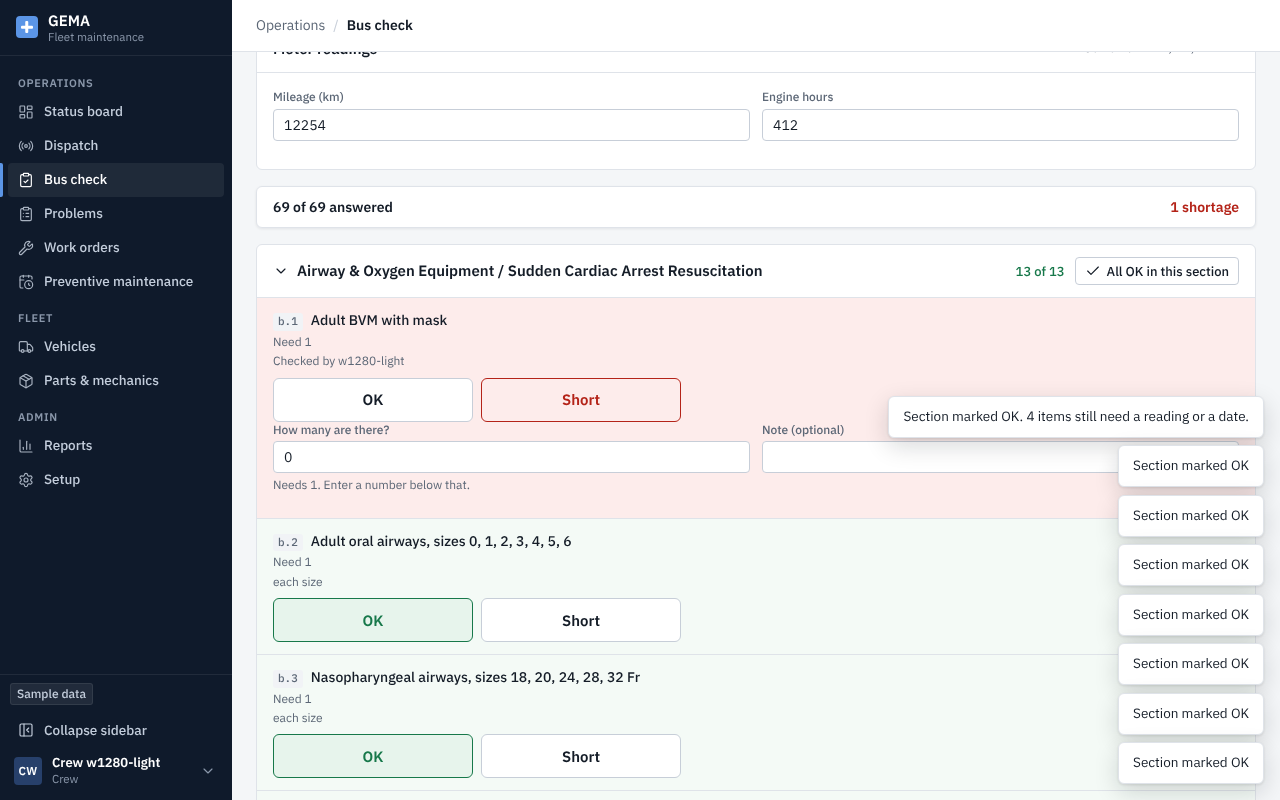 GEMA
Fleet maintenance
OPERATIONS
Status board
Dispatch
Bus check
Problems
Work orders
Preventive maintenance
FLEET
Vehicles
Parts & mechanics
ADMIN
Reports
Setup
Sample data
Collapse sidebar
CW
Crew w1280-light
Crew
Operations / Bus check
Mileage (km)
Engine hours
12254
412
69 of 69 answered
1 shortage
Airway & Oxygen Equipment / Sudden Cardiac Arrest Resuscitation
13 of 13
All OK in this section
b.1 Adult BVM with mask
Need 1
Checked by w1280-light
OK
Short
How many are there?
Note (optional)
0
Needs 1. Enter a number below that.
b.2 Adult oral airways, sizes 0, 1, 2, 3, 4, 5, 6
Need 1
each size
OK
Short
b.3 Nasopharyngeal airways, sizes 18, 20, 24, 28, 32 Fr
Need 1
each size
OK
Short
Section marked OK. 4 items still need a reading or a date.
Section marked OK
Section marked OK
Section marked OK
Section marked OK
Section marked OK
Section marked OK
Section marked OK